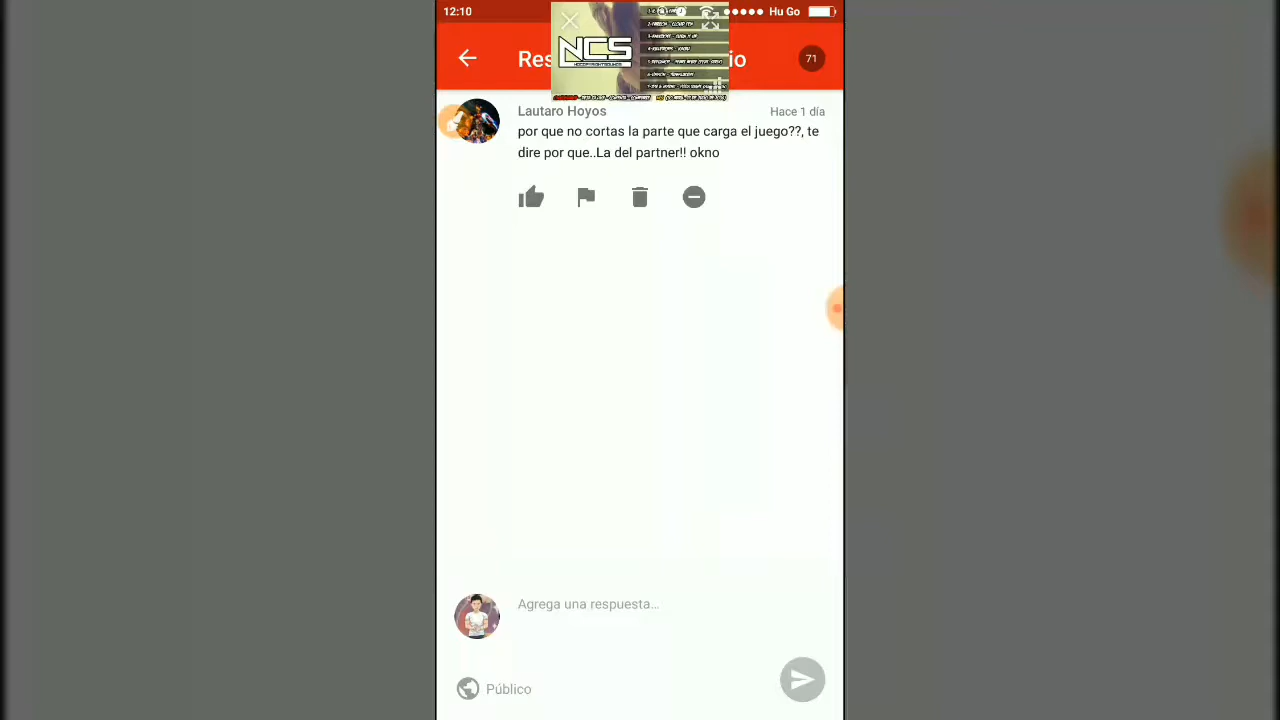 12:10
Hu Go
NCS
Res
io
71
Lautaro Hoyos
Hace 1 día
por que no cortas la parte que carga el juego??, te
dire por que..La del partner!! okno
Agrega una respuesta...
Público